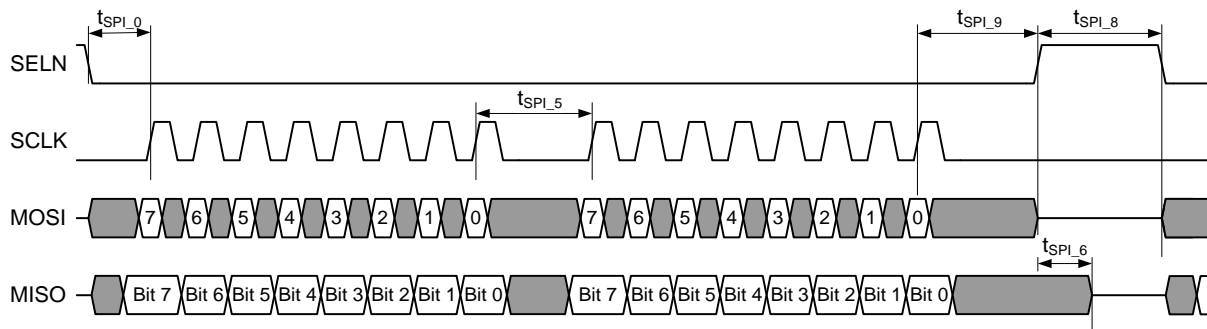 tSPI_0 tSPI_9 tSPI_8
SELN
tSPI_5
SCLK
MOSI 7 6 5 4 3 2 1 0 7 6 5 4 3 2 1 0
tSPI_6
MISO Bit 7 Bit 6 Bit 5 Bit 4 Bit 3 Bit 2 Bit 1 Bit 0 Bit 7 Bit 6 Bit 5 Bit 4 Bit 3 Bit 2 Bit 1 Bit 0